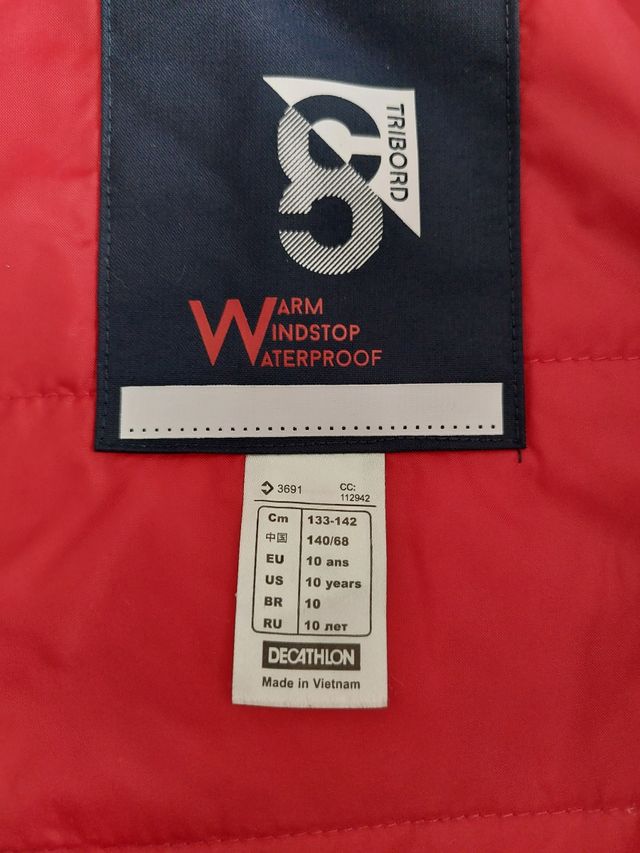 TRIBORD
WARM
WINDSTOP
WATERPROOF
3691 CC: 112942
Cm 133-142
中国 140/68
EU 10 ans
US 10 years
BR 10
RU 10 лет
DECATHLON
Made in Vietnam